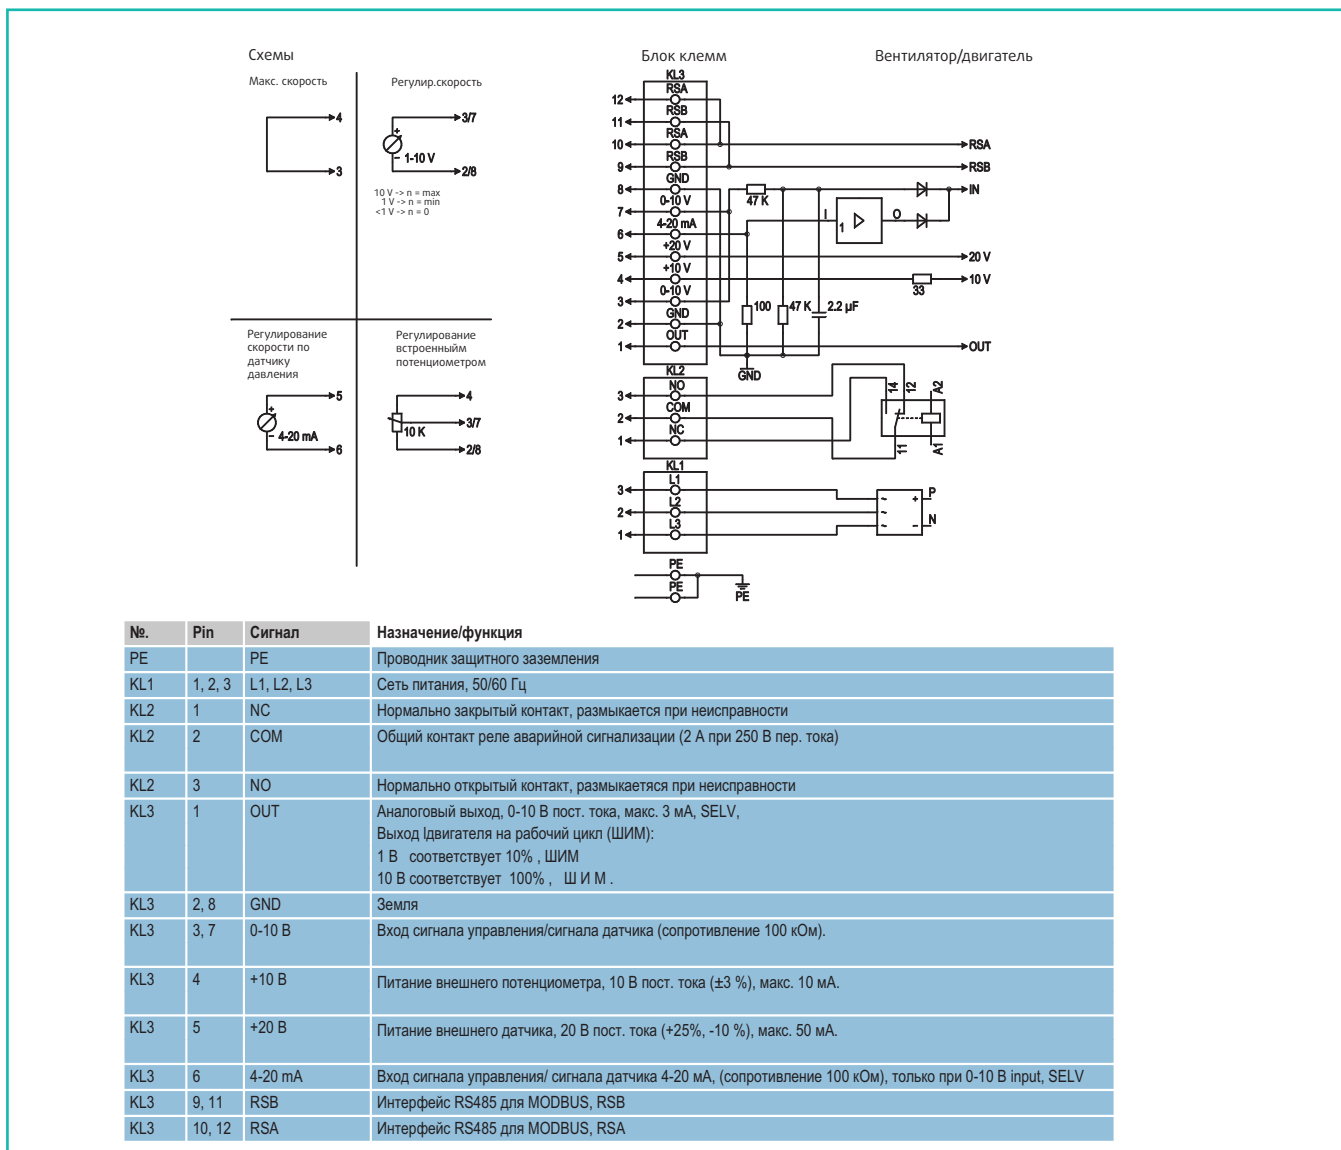 Схемы
Макс. скорость
4
3
Регулир.скорость
3/7
+
– 1-10 V
2/8
10 V -> n = max
1 V -> n = min
<1 V -> n = 0
Регулирование
скорости по
датчику
давления
5
+
– 4-20 mA
6
Регулирование
встроенныйм
потенциометром
4
3/7
10 K
2/8
Блок клемм
Вентилятор/двигатель
KL3
RSA
12
RSB
11
RSA
10
RSA
RSB
9
RSB
GND
8
47 K
IN
0-10 V
7
I
1
O
4-20 mA
6
+20 V
5
20 V
+10 V
4
33
10 V
0-10 V
3
100
47 K
2.2 µF
GND
2
OUT
1
OUT
GND
KL2
NO
3
COM
2
NC
1
14
12
A2
11
A1
KL1
L1
3
L2
2
L3
1
~ +
~
~ –
P
N
PE
PE
PE
№. Pin Сигнал Назначение/функция
PE PE Проводник защитного заземления
KL1 1, 2, 3 L1, L2, L3 Сеть питания, 50/60 Гц
KL2 1 NC Нормально закрытый контакт, размыкается при неисправности
KL2 2 COM Общий контакт реле аварийной сигнализации (2 А при 250 В пер. тока)
KL2 3 NO Нормально открытый контакт, размыкаетяся при неисправности
KL3 1 OUT Аналоговый выход, 0-10 В пост. тока, макс. 3 мА, SELV,
Выход Iдвигателя на рабочий цикл (ШИМ):
1 В соответствует 10% , ШИМ
10 В соответствует 100% , Ш И М .
KL3 2, 8 GND Земля
KL3 3, 7 0-10 В Вход сигнала управления/сигнала датчика (сопротивление 100 кОм).
KL3 4 +10 В Питание внешнего потенциометра, 10 В пост. тока (±3 %), макс. 10 мА.
KL3 5 +20 В Питание внешнего датчика, 20 В пост. тока (+25%, -10 %), макс. 50 мА.
KL3 6 4-20 mA Вход сигнала управления/ сигнала датчика 4-20 мА, (сопротивление 100 кОм), только при 0-10 В input, SELV
KL3 9, 11 RSB Интерфейс RS485 для MODBUS, RSB
KL3 10, 12 RSA Интерфейс RS485 для MODBUS, RSA